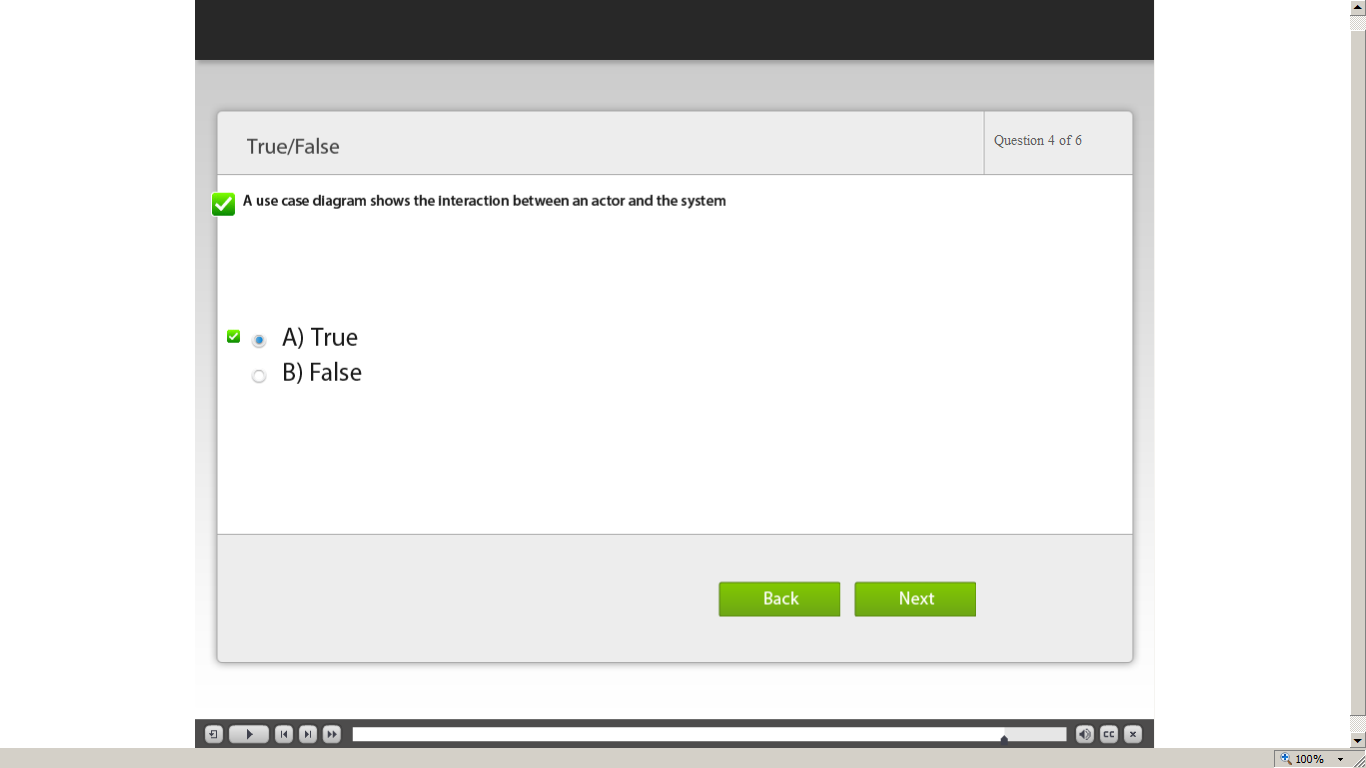 True/False
Question 4 of 6
A use case diagram shows the interaction between an actor and the system
A) True
B) False
Back
Next
CC
100%